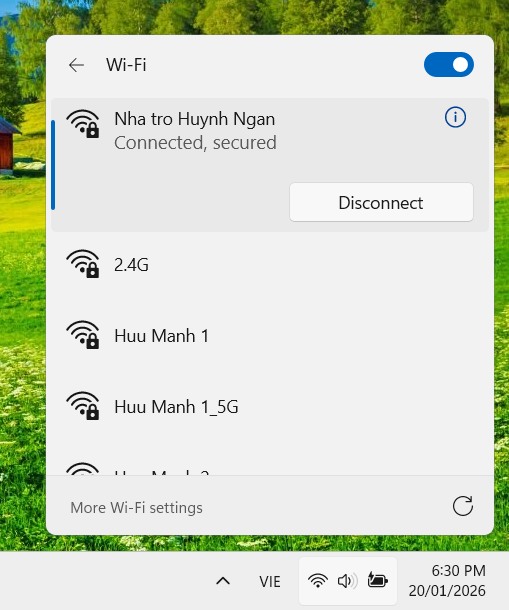 Wi-Fi
Nha tro Huynh Ngan
Connected, secured
Disconnect
2.4G
Huu Manh 1
Huu Manh 1_5G
More Wi-Fi settings
VIE
6:30 PM
20/01/2026